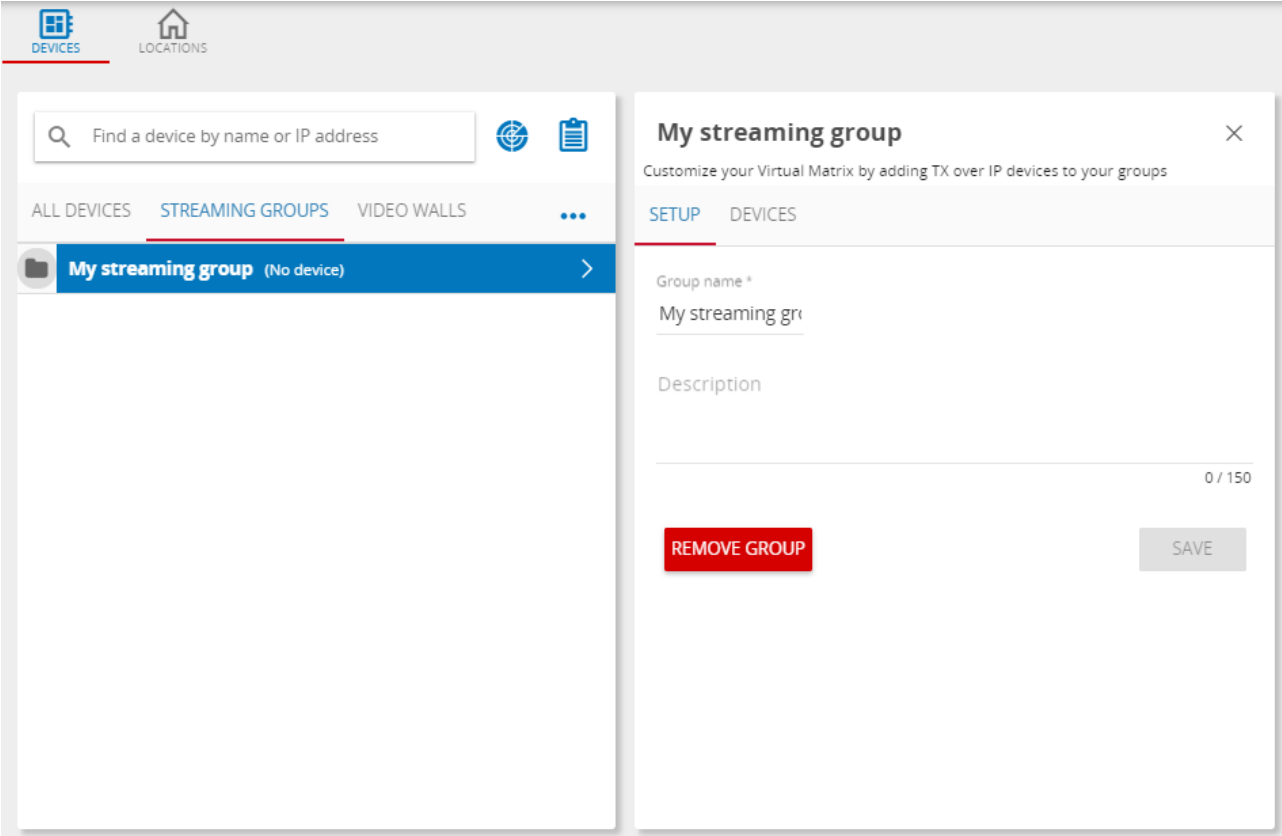 DEVICES LOCATIONS
Find a device by name or IP address
ALL DEVICES STREAMING GROUPS VIDEO WALLS
My streaming group (No device)
My streaming group
Customize your Virtual Matrix by adding TX over IP devices to your groups
SETUP DEVICES
Group name *
My streaming gro
Description
0 / 150
REMOVE GROUP SAVE